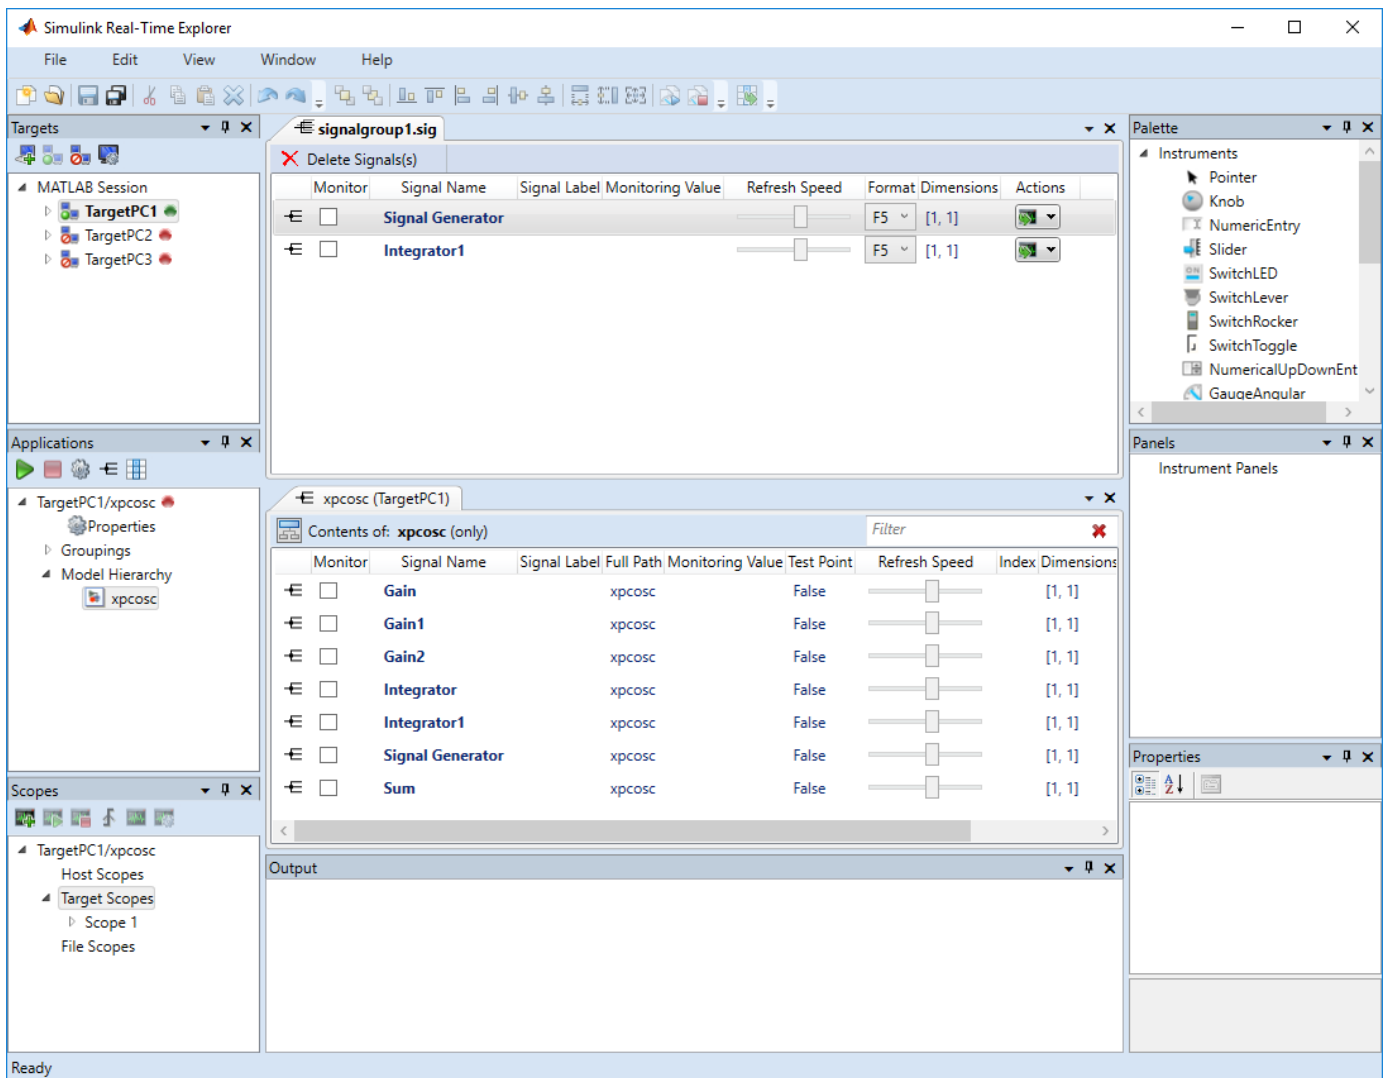 Simulink Real-Time Explorer
File Edit View Window Help
Targets
MATLAB Session
TargetPC1
TargetPC2
TargetPC3
Applications
TargetPC1/xpcosc
Properties
Groupings
Model Hierarchy
xpcosc
Scopes
TargetPC1/xpcosc
Host Scopes
Target Scopes
Scope 1
File Scopes
signalgroup1.sig
Delete Signals(s)
Monitor Signal Name Signal Label Monitoring Value Refresh Speed Format Dimensions Actions
Signal Generator F5 [1, 1]
Integrator1 F5 [1, 1]
xpcosc (TargetPC1)
Contents of: xpcosc (only) Filter
Monitor Signal Name Signal Label Full Path Monitoring Value Test Point Refresh Speed Index Dimensions
Gain xpcosc False [1, 1]
Gain1 xpcosc False [1, 1]
Gain2 xpcosc False [1, 1]
Integrator xpcosc False [1, 1]
Integrator1 xpcosc False [1, 1]
Signal Generator xpcosc False [1, 1]
Sum xpcosc False [1, 1]
Output
Palette
Instruments
Pointer
Knob
NumericEntry
Slider
SwitchLED
SwitchLever
SwitchRocker
SwitchToggle
NumericalUpDownEnt
GaugeAngular
Panels
Instrument Panels
Properties
Ready